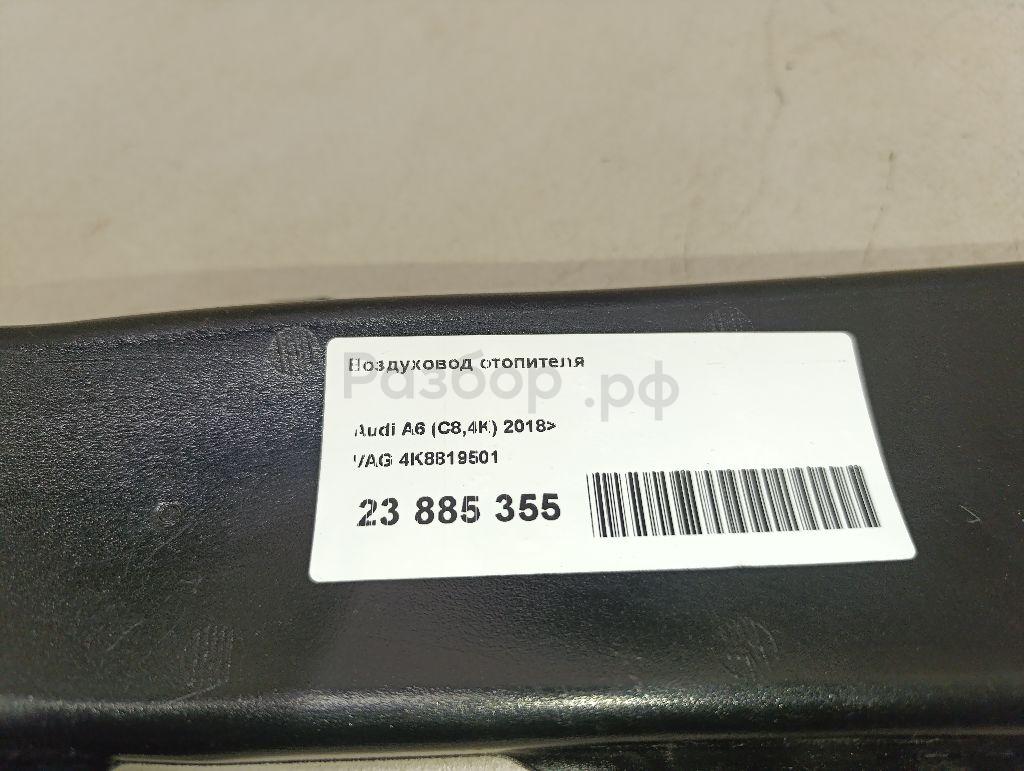 Воздуховод отопителя
Разбор.рф
Audi A6 (C8,4K) 2018>
VAG 4K8819501
23 885 355